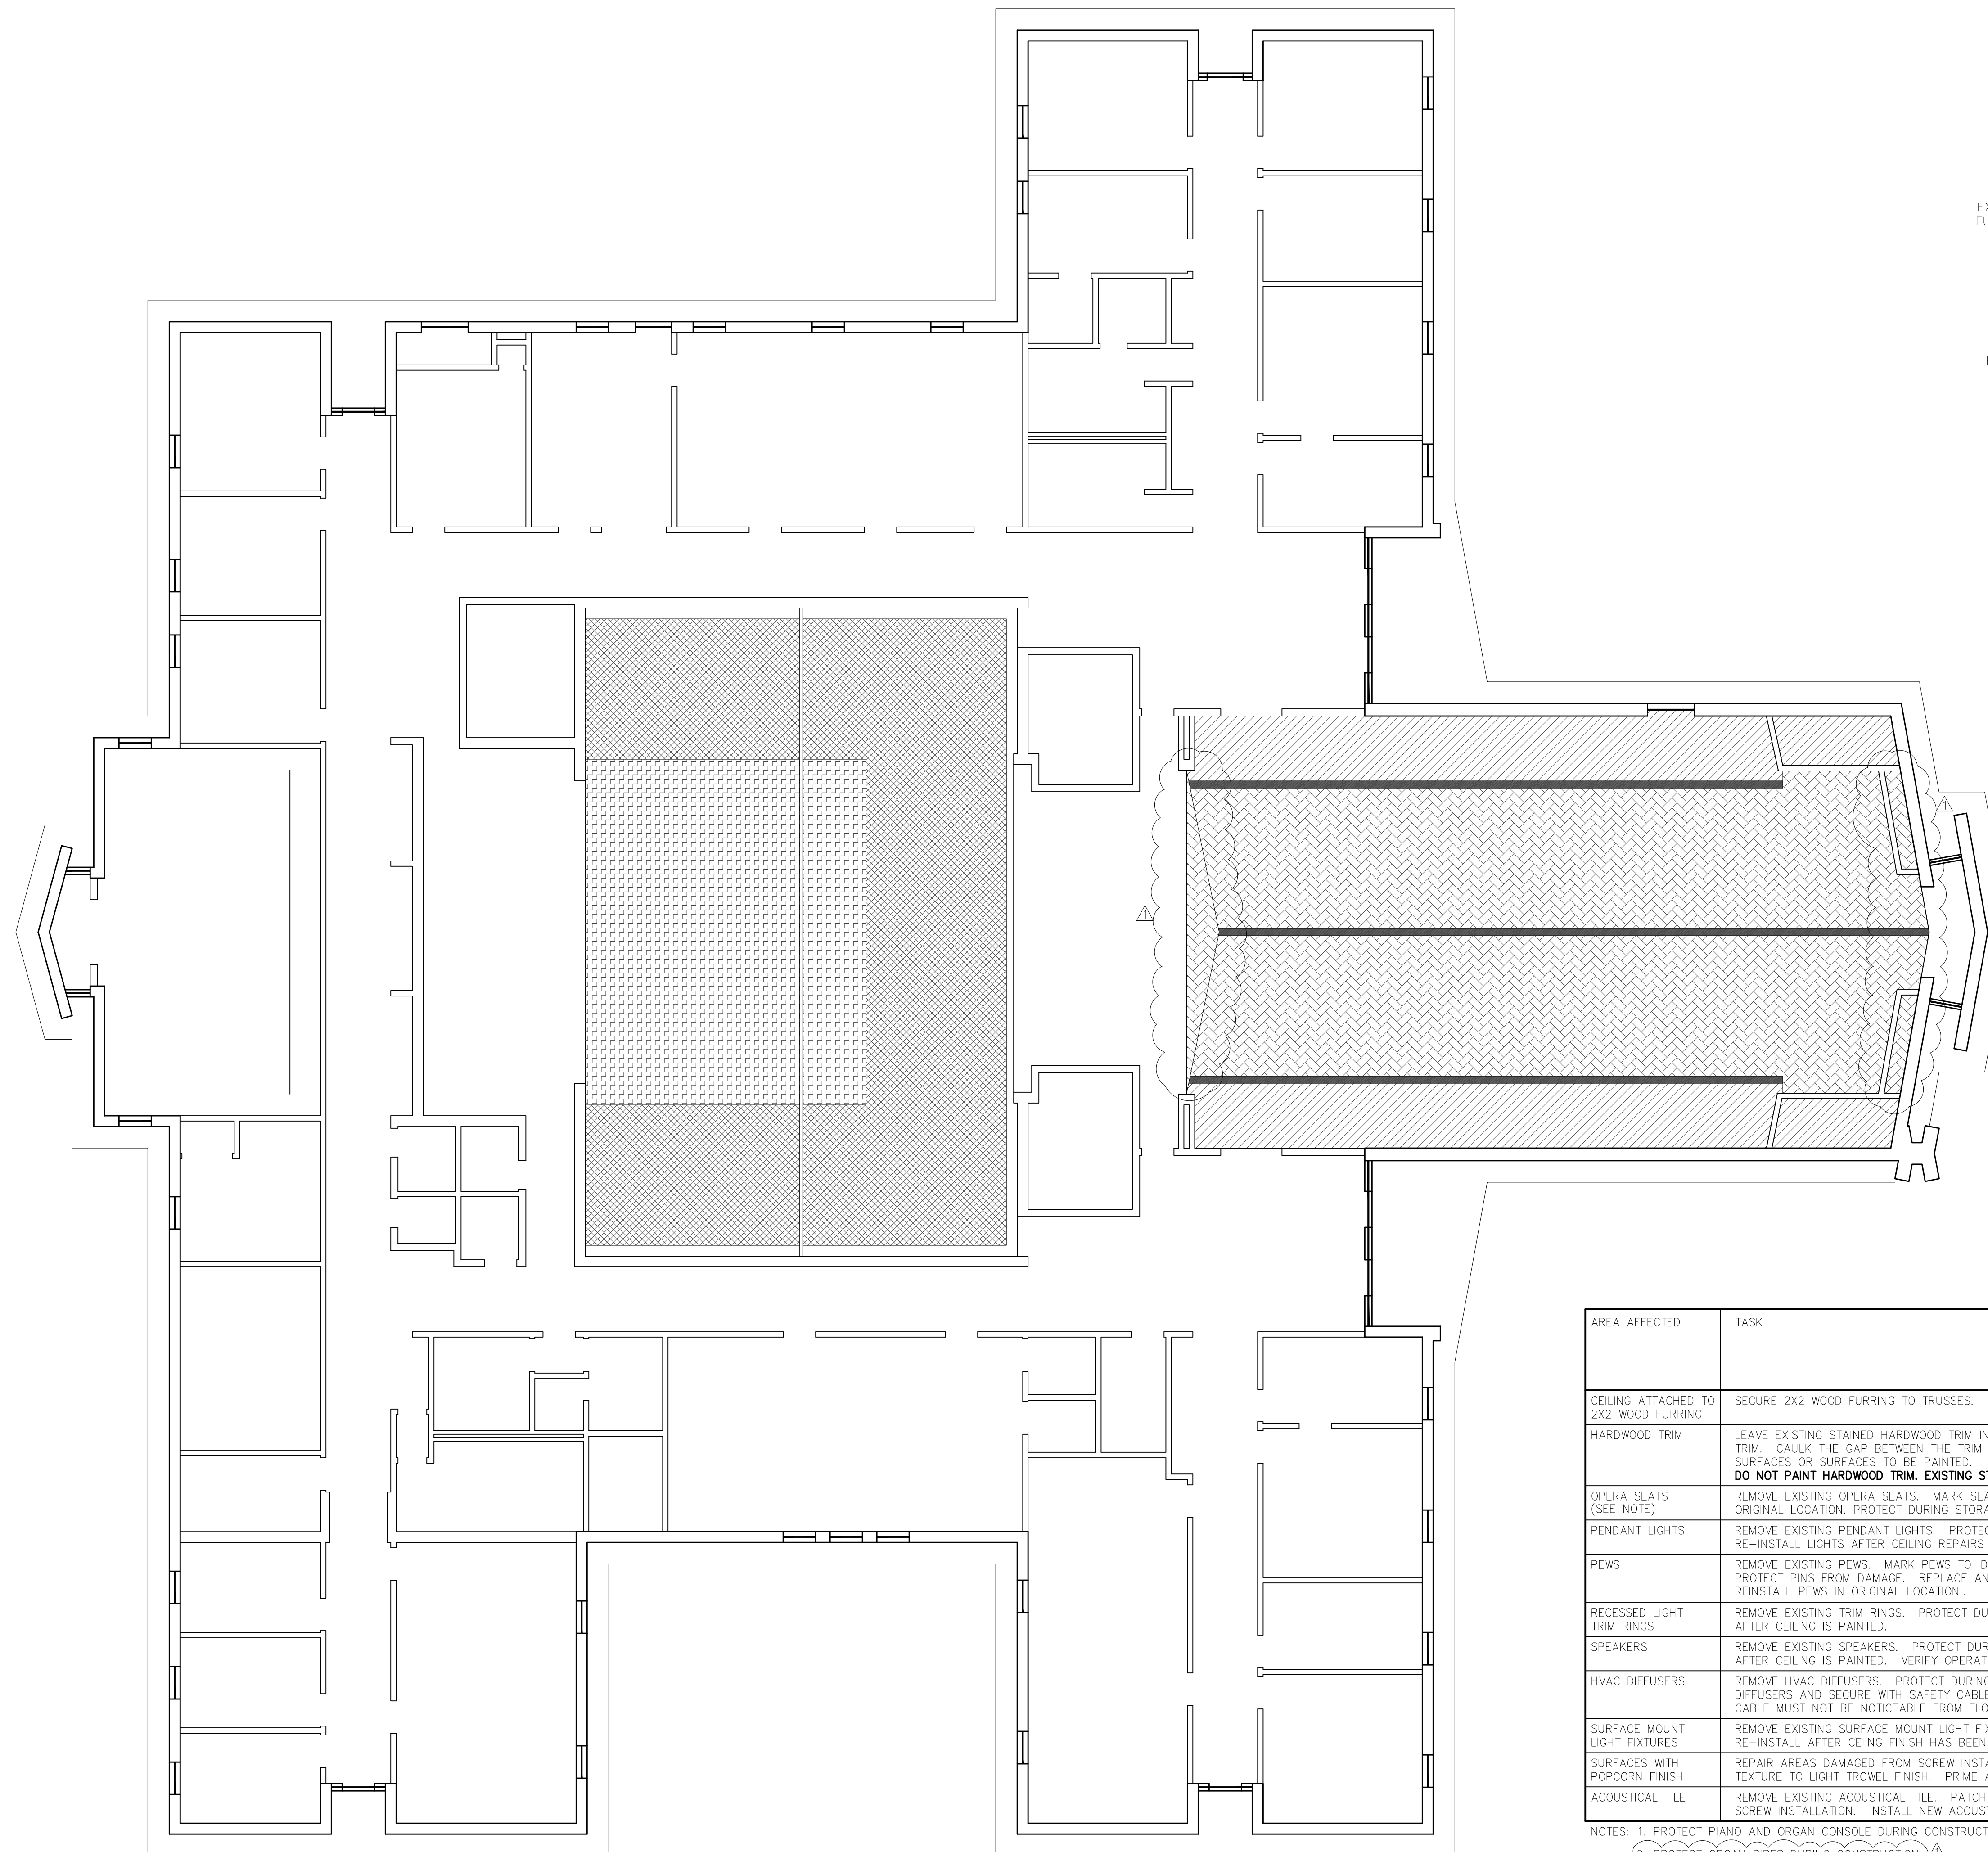 EX
FU
1
1
AREA AFFECTED TASK
CEILING ATTACHED TO SECURE 2X2 WOOD FURRING TO TRUSSES.
2X2 WOOD FURRING
HARDWOOD TRIM LEAVE EXISTING STAINED HARDWOOD TRIM IN
TRIM. CAULK THE GAP BETWEEN THE TRIM
SURFACES OR SURFACES TO BE PAINTED.
DO NOT PAINT HARDWOOD TRIM. EXISTING S
OPERA SEATS REMOVE EXISTING OPERA SEATS. MARK SEA
(SEE NOTE) ORIGINAL LOCATION. PROTECT DURING STORA
PENDANT LIGHTS REMOVE EXISTING PENDANT LIGHTS. PROTEC
RE-INSTALL LIGHTS AFTER CEILING REPAIRS
PEWS REMOVE EXISTING PEWS. MARK PEWS TO ID
PROTECT PINS FROM DAMAGE. REPLACE AN
REINSTALL PEWS IN ORIGINAL LOCATION..
RECESSED LIGHT REMOVE EXISTING TRIM RINGS. PROTECT DU
TRIM RINGS AFTER CEILING IS PAINTED.
SPEAKERS REMOVE EXISTING SPEAKERS. PROTECT DUR
AFTER CEILING IS PAINTED. VERIFY OPERAT
HVAC DIFFUSERS REMOVE HVAC DIFFUSERS. PROTECT DURING
DIFFUSERS AND SECURE WITH SAFETY CABLE
CABLE MUST NOT BE NOTICEABLE FROM FLO
SURFACE MOUNT REMOVE EXISTING SURFACE MOUNT LIGHT FIX
LIGHT FIXTURES RE-INSTALL AFTER CEIING FINISH HAS BEEN
SURFACES WITH REPAIR AREAS DAMAGED FROM SCREW INSTA
POPCORN FINISH TEXTURE TO LIGHT TROWEL FINISH. PRIME A
ACOUSTICAL TILE REMOVE EXISTING ACOUSTICAL TILE. PATCH
SCREW INSTALLATION. INSTALL NEW ACOUS
NOTES: 1. PROTECT PIANO AND ORGAN CONSOLE DURING CONSTRUCT
2. PROTECT ORGAN PIPES DURING CONSTRUCTION